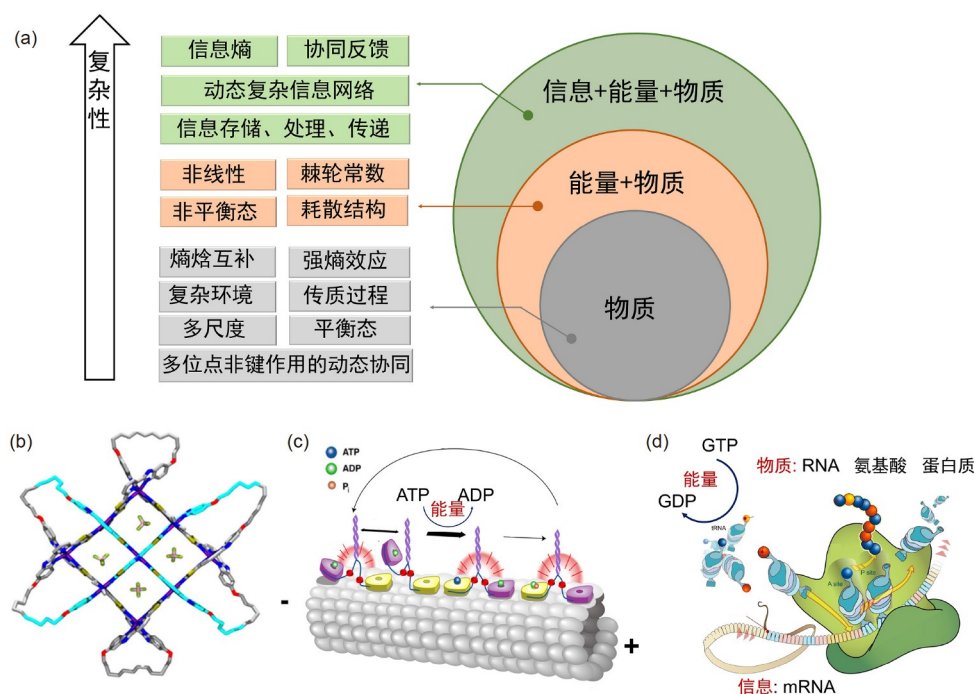 (a)
复杂性
信息熵 协同反馈
动态复杂信息网络
信息存储、处理、传递
非线性 棘轮常数
非平衡态 耗散结构
熵焓互补 强熵效应
复杂环境 传质过程
多尺度 平衡态
多位点非键作用的动态协同
信息+能量+物质
能量+物质
物质
(b)
(c)
ATP
ADP
Pi
ATP ADP
能量
-
+
(d)
GTP
能量
GDP
物质: RNA 氨基酸 蛋白质
tRNA
A site
P site
信息: mRNA